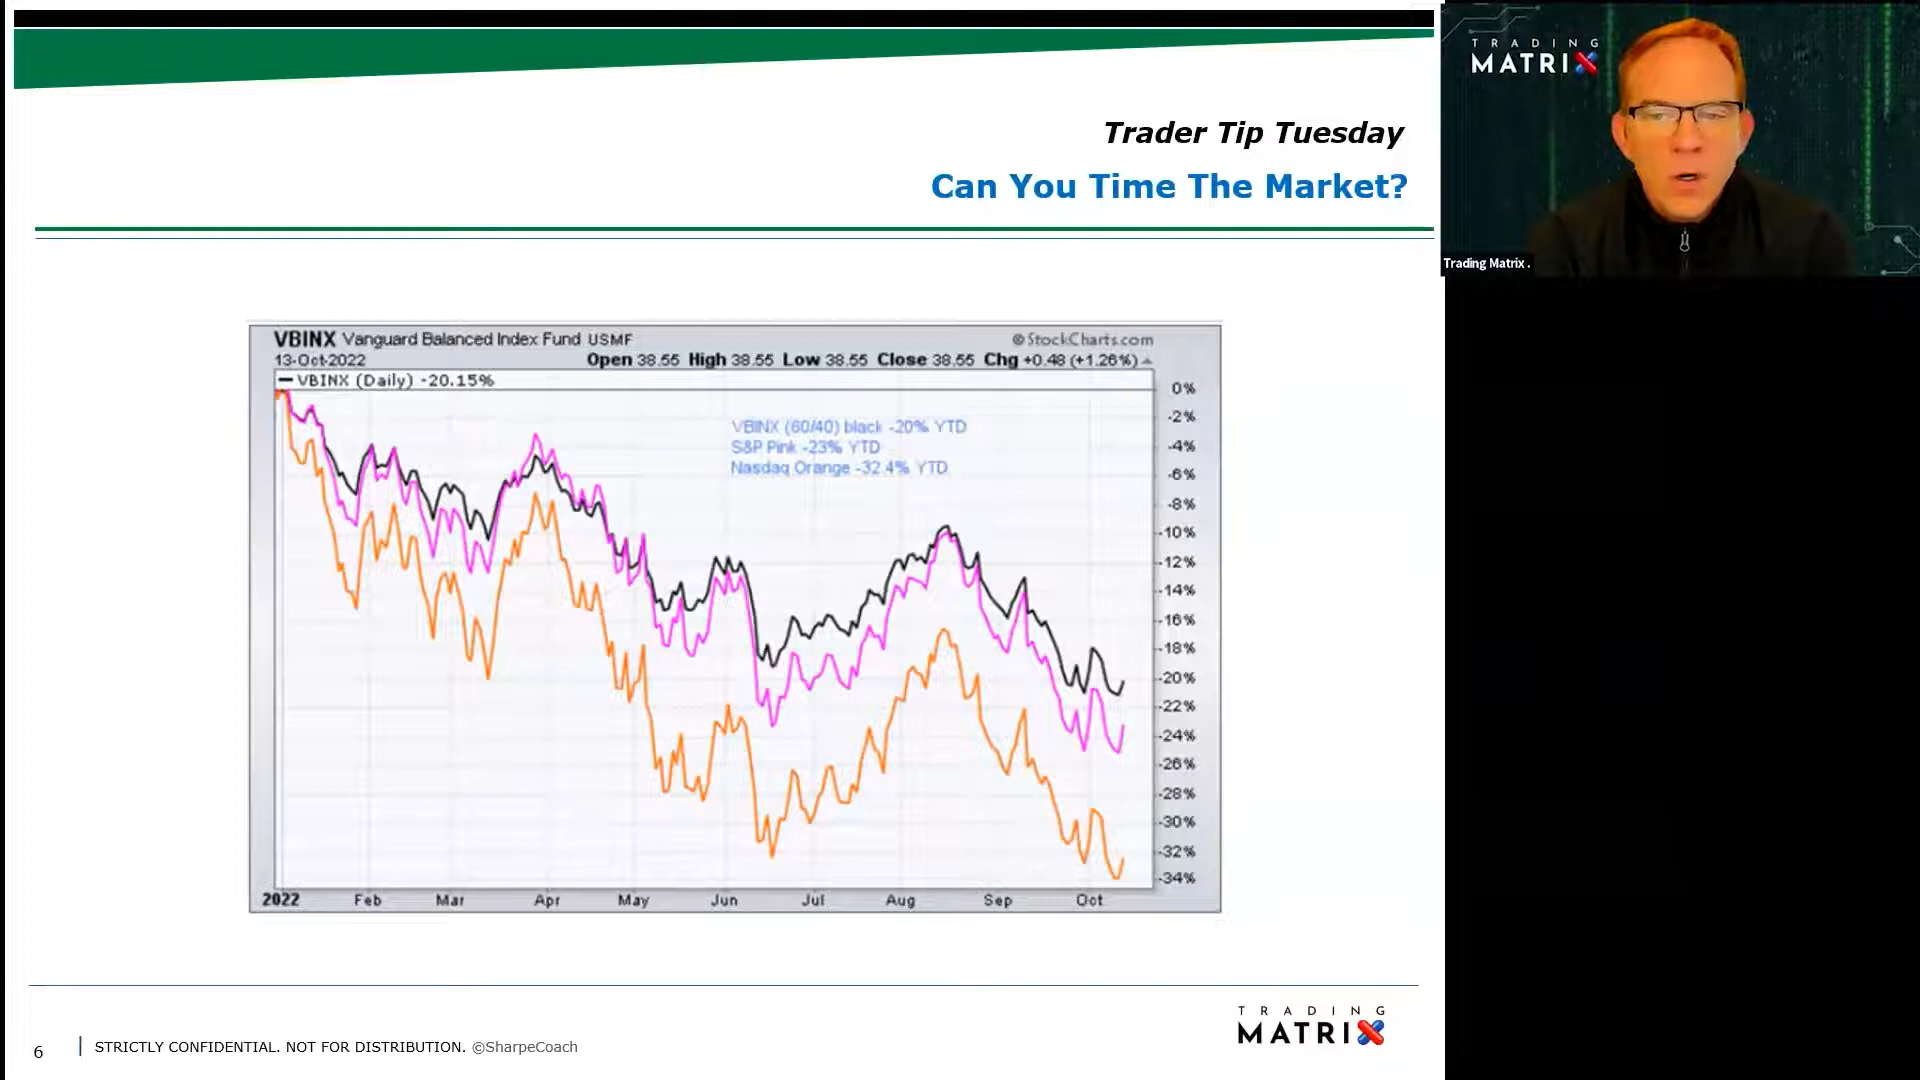 Trader Tip Tuesday
Can You Time The Market?
TRADING
MATRIX
Trading Matrix .
VBINX Vanguard Balanced Index Fund USMF
©StockCharts.com
13-Oct-2022
Open 38.55 High 38.55 Low 38.55 Close 38.55 Chg +0.48 (+1.26%)
VBINX (Daily) -20.15%
VBINX (60/40) black -20% YTD
S&P Pink -23% YTD
Nasdaq Orange -32.4% YTD
0%
-2%
-4%
-6%
-8%
-10%
-12%
-14%
-16%
-18%
-20%
-22%
-24%
-26%
-28%
-30%
-32%
-34%
2022 Feb Mar Apr May Jun Jul Aug Sep Oct
TRADING
MATRIX
6
STRICTLY CONFIDENTIAL. NOT FOR DISTRIBUTION. ©SharpeCoach